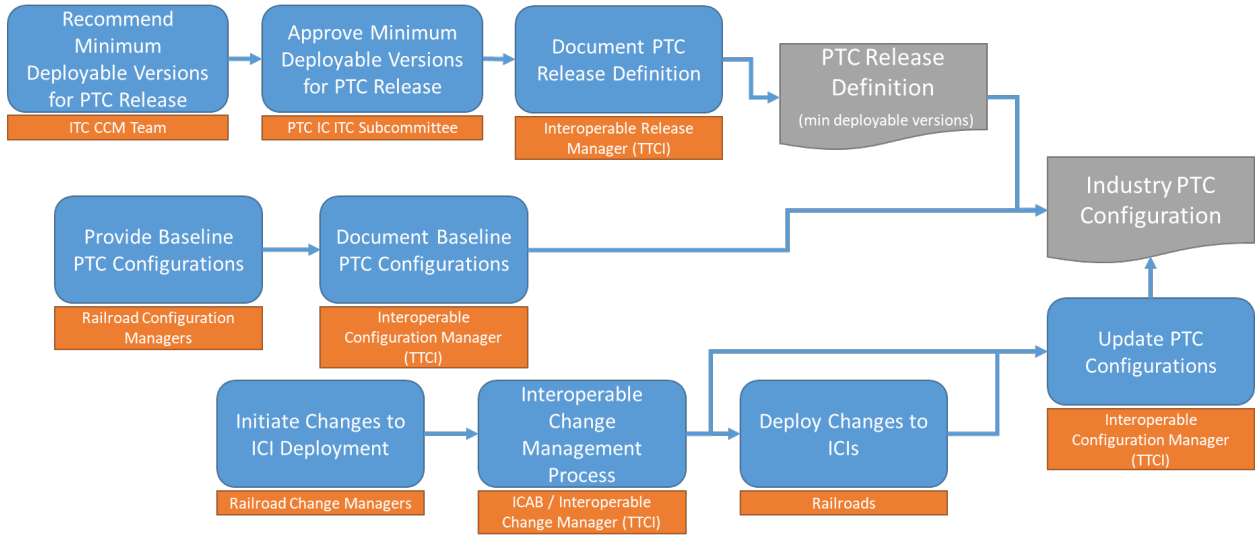 Recommend
Minimum
Deployable Versions
for PTC Release
ITC CCM Team
Approve Minimum
Deployable Versions
for PTC Release
PTC IC ITC Subcommittee
Document PTC
Release Definition
Interoperable Release
Manager (TTCI)
PTC Release
Definition
(min deployable versions)
Industry PTC
Configuration
Provide Baseline
PTC Configurations
Railroad Configuration
Managers
Document Baseline
PTC Configurations
Interoperable
Configuration Manager
(TTCI)
Initiate Changes to
ICI Deployment
Railroad Change Managers
Interoperable
Change
Management
Process
ICAB / Interoperable
Change Manager (TTCI)
Deploy Changes to
ICIs
Railroads
Update PTC
Configurations
Interoperable
Configuration Manager
(TTCI)